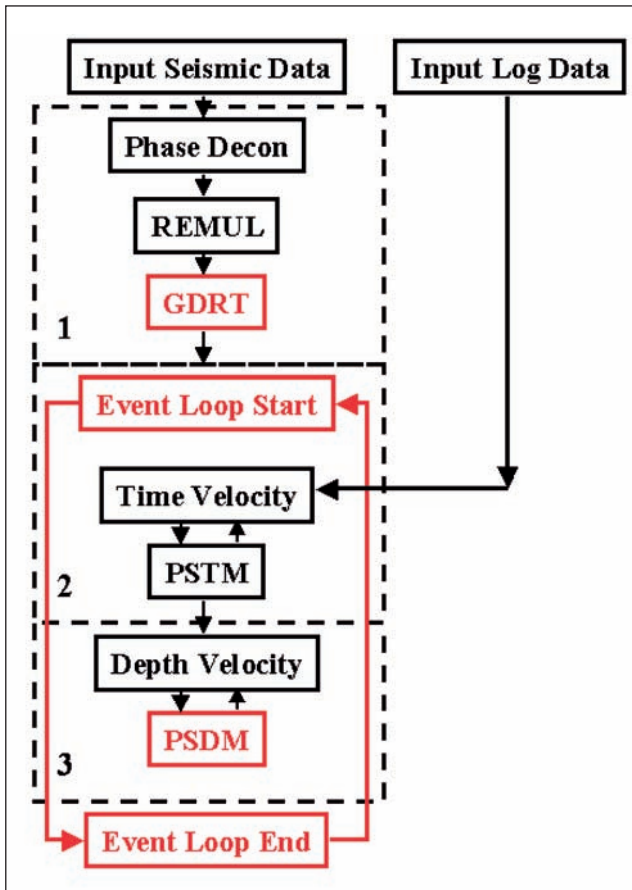 Input Seismic Data
Input Log Data
Phase Decon
REMUL
GDRT
1
Event Loop Start
Time Velocity
PSTM
2
Depth Velocity
PSDM
3
Event Loop End